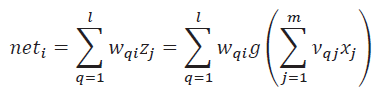 $net_i = \sum_{q=1}^{l} w_{qi} z_j = \sum_{q=1}^{l} w_{qi} g \left( \sum_{j=1}^{m} v_{qj} x_j \right)$